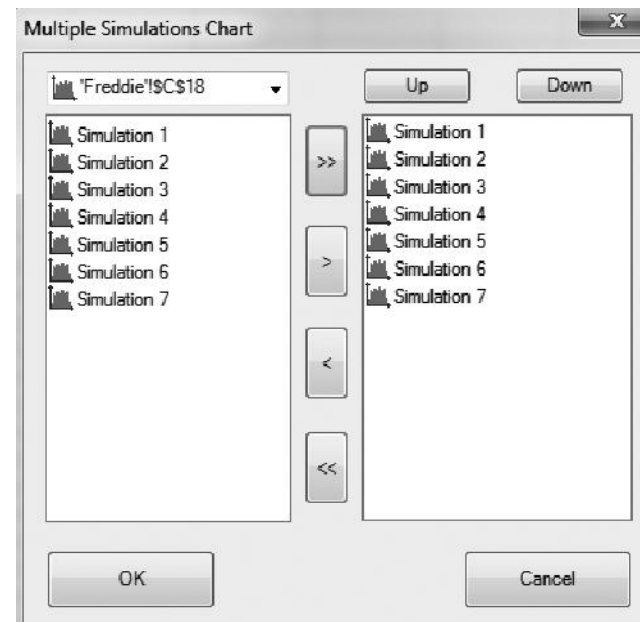 Multiple Simulations Chart
X
"Freddie"!$C$18
Up
Down
Simulation 1
Simulation 2
Simulation 3
Simulation 4
Simulation 5
Simulation 6
Simulation 7
>>
>
<
<<
Simulation 1
Simulation 2
Simulation 3
Simulation 4
Simulation 5
Simulation 6
Simulation 7
OK
Cancel